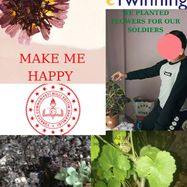 eTwinning
WE PLANTED
FLOWERS FOR OUR
SOLDIERS
MAKE ME
HAPPY